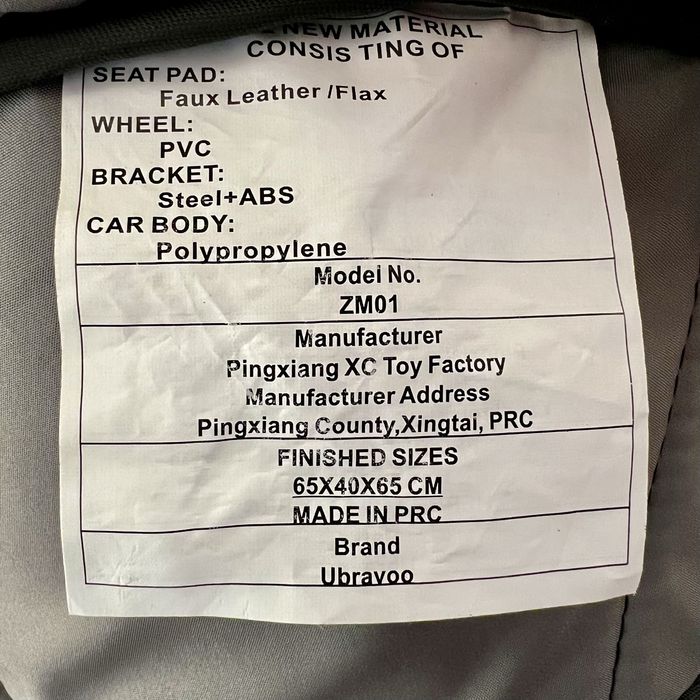 NEW MATERIAL
CONSIS TING OF
SEAT PAD:
Faux Leather /Flax
WHEEL:
PVC
BRACKET:
Steel+ABS
CAR BODY:
Polypropylene
Model No.
ZM01
Manufacturer
Pingxiang XC Toy Factory
Manufacturer Address
Pingxiang County,Xingtai, PRC
FINISHED SIZES
65X40X65 CM
MADE IN PRC
Brand
Ubravoo